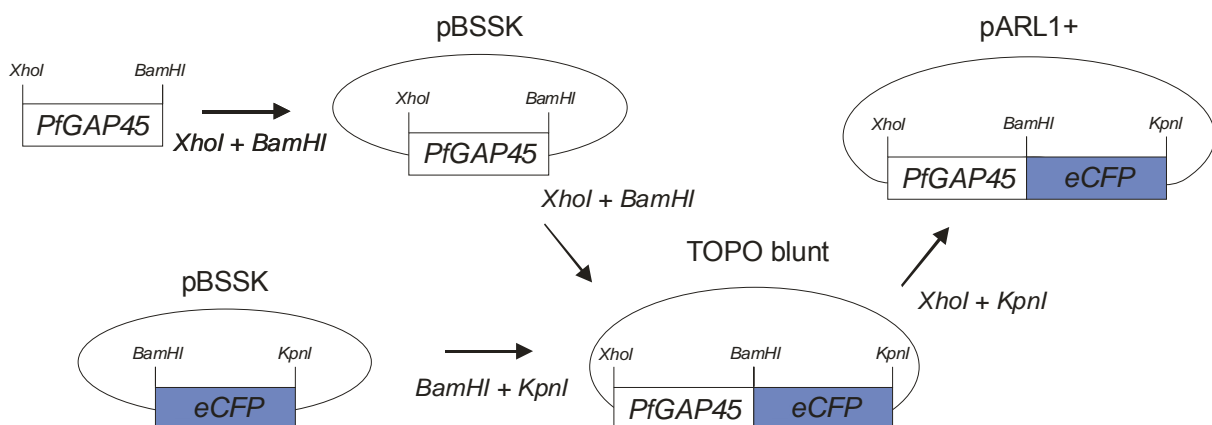 pBSSK
pARL1+
XhoI BamHI
PfGAP45
XhoI + BamHI
XhoI BamHI
PfGAP45
XhoI BamHI KpnI
PfGAP45 eCFP
XhoI + BamHI
TOPO blunt
XhoI + KpnI
pBSSK
BamHI KpnI
eCFP
BamHI + KpnI
XhoI BamHI KpnI
PfGAP45 eCFP